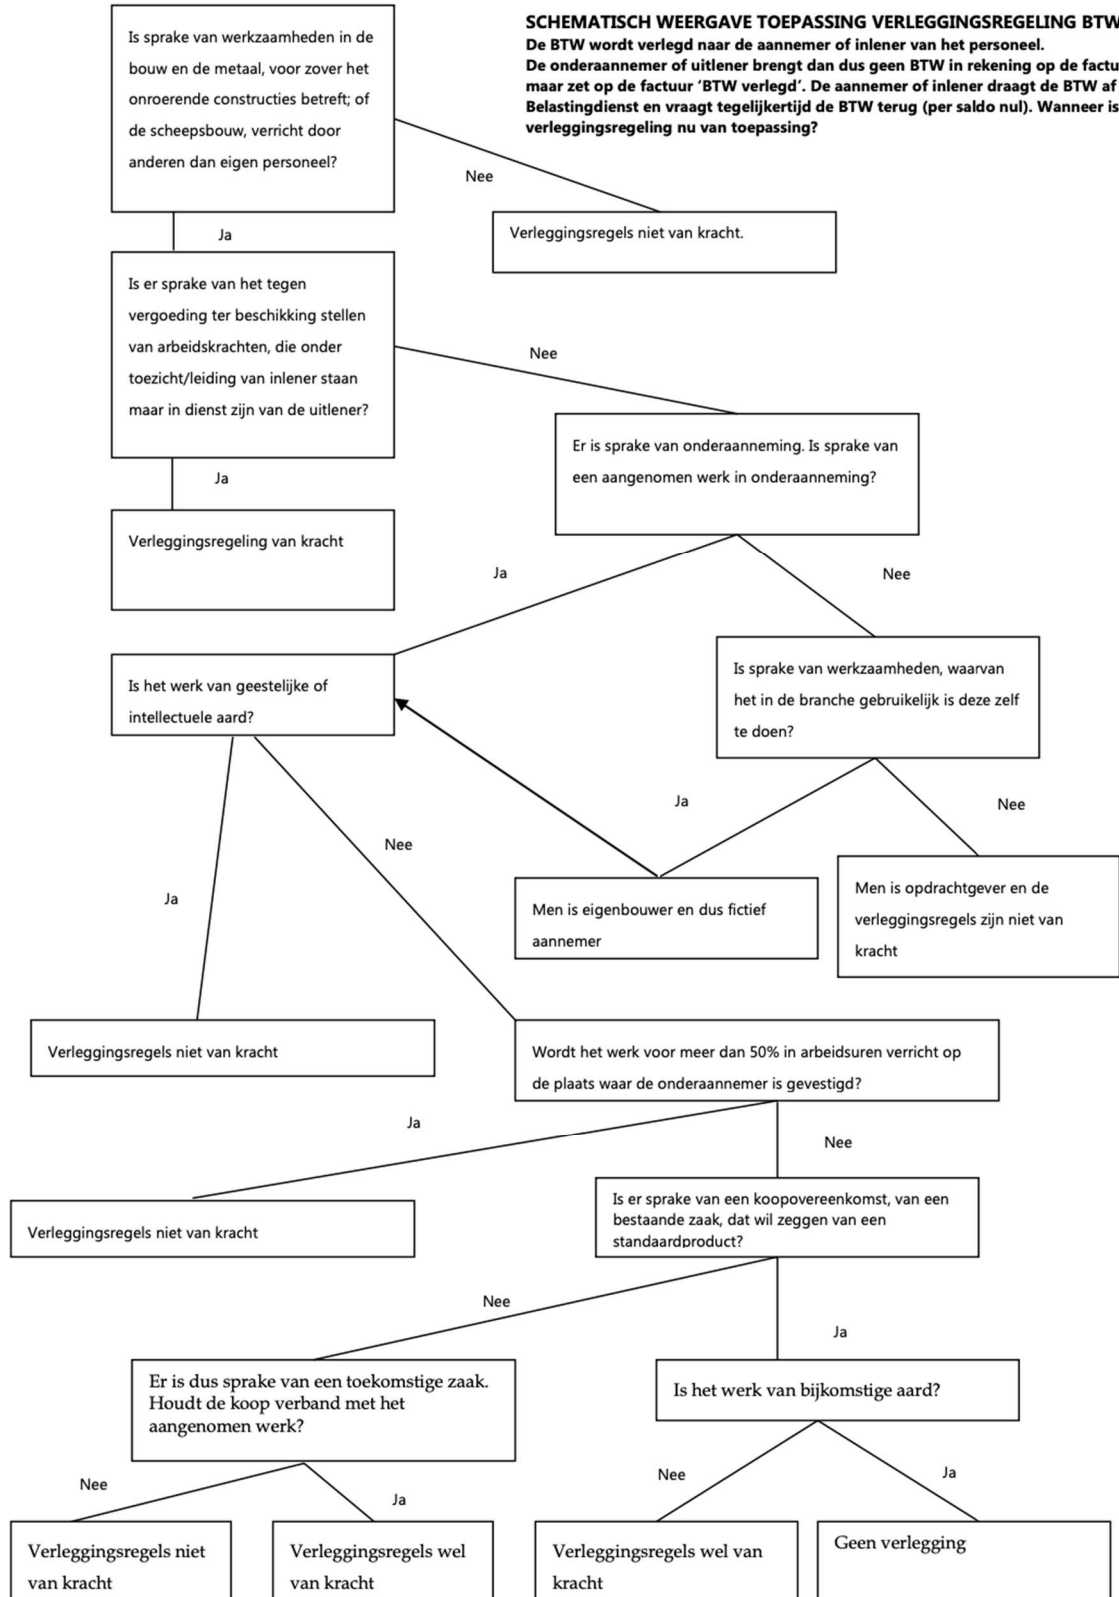 SCHEMATISCH WEERGAVE TOEPASSING VERLEGGINGSREGELING BTW
De BTW wordt verlegd naar de aannemer of inlener van het personeel.
De onderaannemer of uitlener brengt dan dus geen BTW in rekening op de factu
maar zet op de factuur ‘BTW verlegd’. De aannemer of inlener draagt de BTW af
Belastingdienst en vraagt tegelijkertijd de BTW terug (per saldo nul). Wanneer is
verleggingsregeling nu van toepassing?
Is sprake van werkzaamheden in de
bouw en de metaal, voor zover het
onroerende constructies betreft; of
de scheepsbouw, verricht door
anderen dan eigen personeel?
Nee
Verleggingsregels niet van kracht.
Ja
Is er sprake van het tegen
vergoeding ter beschikking stellen
van arbeidskrachten, die onder
toezicht/leiding van inlener staan
maar in dienst zijn van de uitlener?
Nee
Er is sprake van onderaanneming. Is sprake van
een aangenomen werk in onderaanneming?
Ja
Verleggingsregeling van kracht
Ja
Nee
Is het werk van geestelijke of
intellectuele aard?
Is sprake van werkzaamheden, waarvan
het in de branche gebruikelijk is deze zelf
te doen?
Ja
Nee
Nee
Ja
Men is eigenbouwer en dus fictief
aannemer
Men is opdrachtgever en de
verleggingsregels zijn niet van
kracht
Verleggingsregels niet van kracht
Wordt het werk voor meer dan 50% in arbeidsuren verricht op
de plaats waar de onderaannemer is gevestigd?
Ja
Nee
Verleggingsregels niet van kracht
Is er sprake van een koopovereenkomst, van een
bestaande zaak, dat wil zeggen van een
standaardproduct?
Nee
Ja
Er is dus sprake van een toekomstige zaak.
Houdt de koop verband met het
aangenomen werk?
Is het werk van bijkomstige aard?
Nee
Ja
Nee
Ja
Verleggingsregels niet
van kracht
Verleggingsregels wel
van kracht
Verleggingsregels wel van
kracht
Geen verlegging